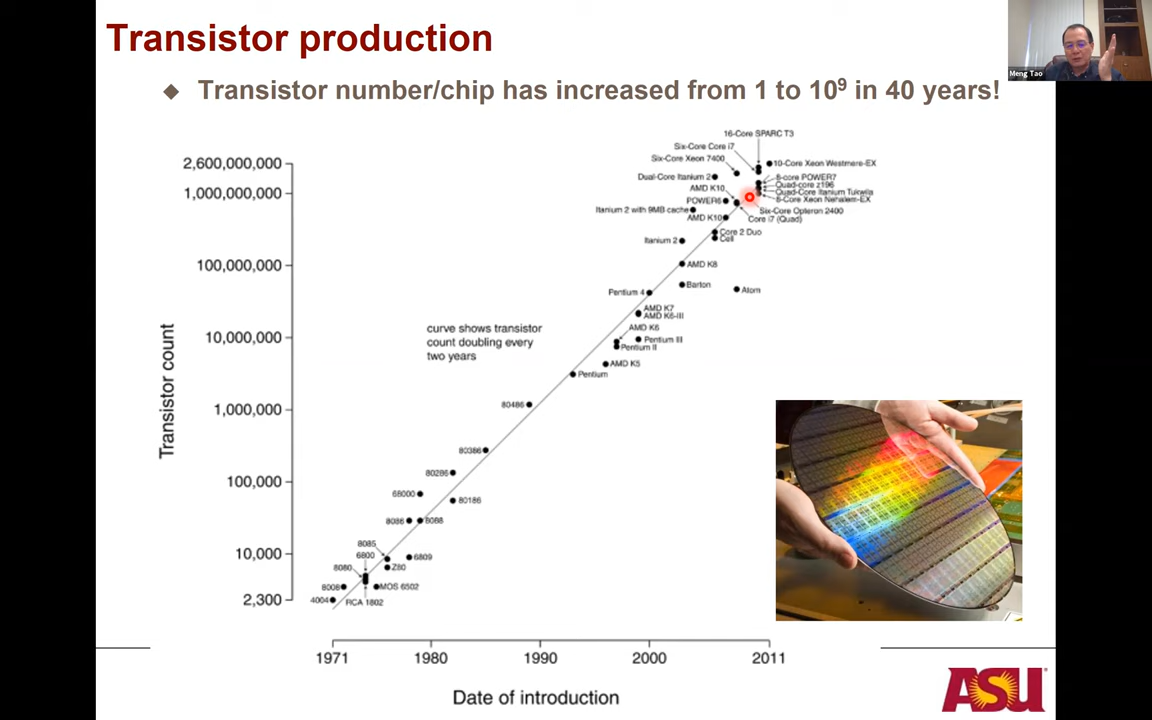 Transistor production
Meng Tao
◆ Transistor number/chip has increased from 1 to 10⁹ in 40 years!
16-Core SPARC T3
Six-Core Core i7
Six-Core Xeon 7400
2,600,000,000
10-Core Xeon Westmere-EX
Dual-Core Itanium 2
8-core POWER7
Quad-core z196
AMD K10
1,000,000,000
Quad-Core Itanium Tukwila
POWER6
8-Core Xeon Nehalem-EX
Itanium 2 with 9MB cache
Six-Core Opteron 2400
AMD K10
Core i7 (Quad)
Core 2 Duo
Itanium 2
Cell
100,000,000
AMD K8
Barton
Pentium 4
Atom
AMD K7
AMD K6-III
curve shows transistor
count doubling every
two years
AMD K6
10,000,000
Pentium III
Pentium II
AMD K5
Pentium
Transistor count
1,000,000
80486
80386
80286
100,000
68000
80186
8086
8088
8085
10,000
6800
6809
8080
Z80
8008
MOS 6502
2,300
4004
RCA 1802
1971
1980
1990
2000
2011
Date of introduction
ASU